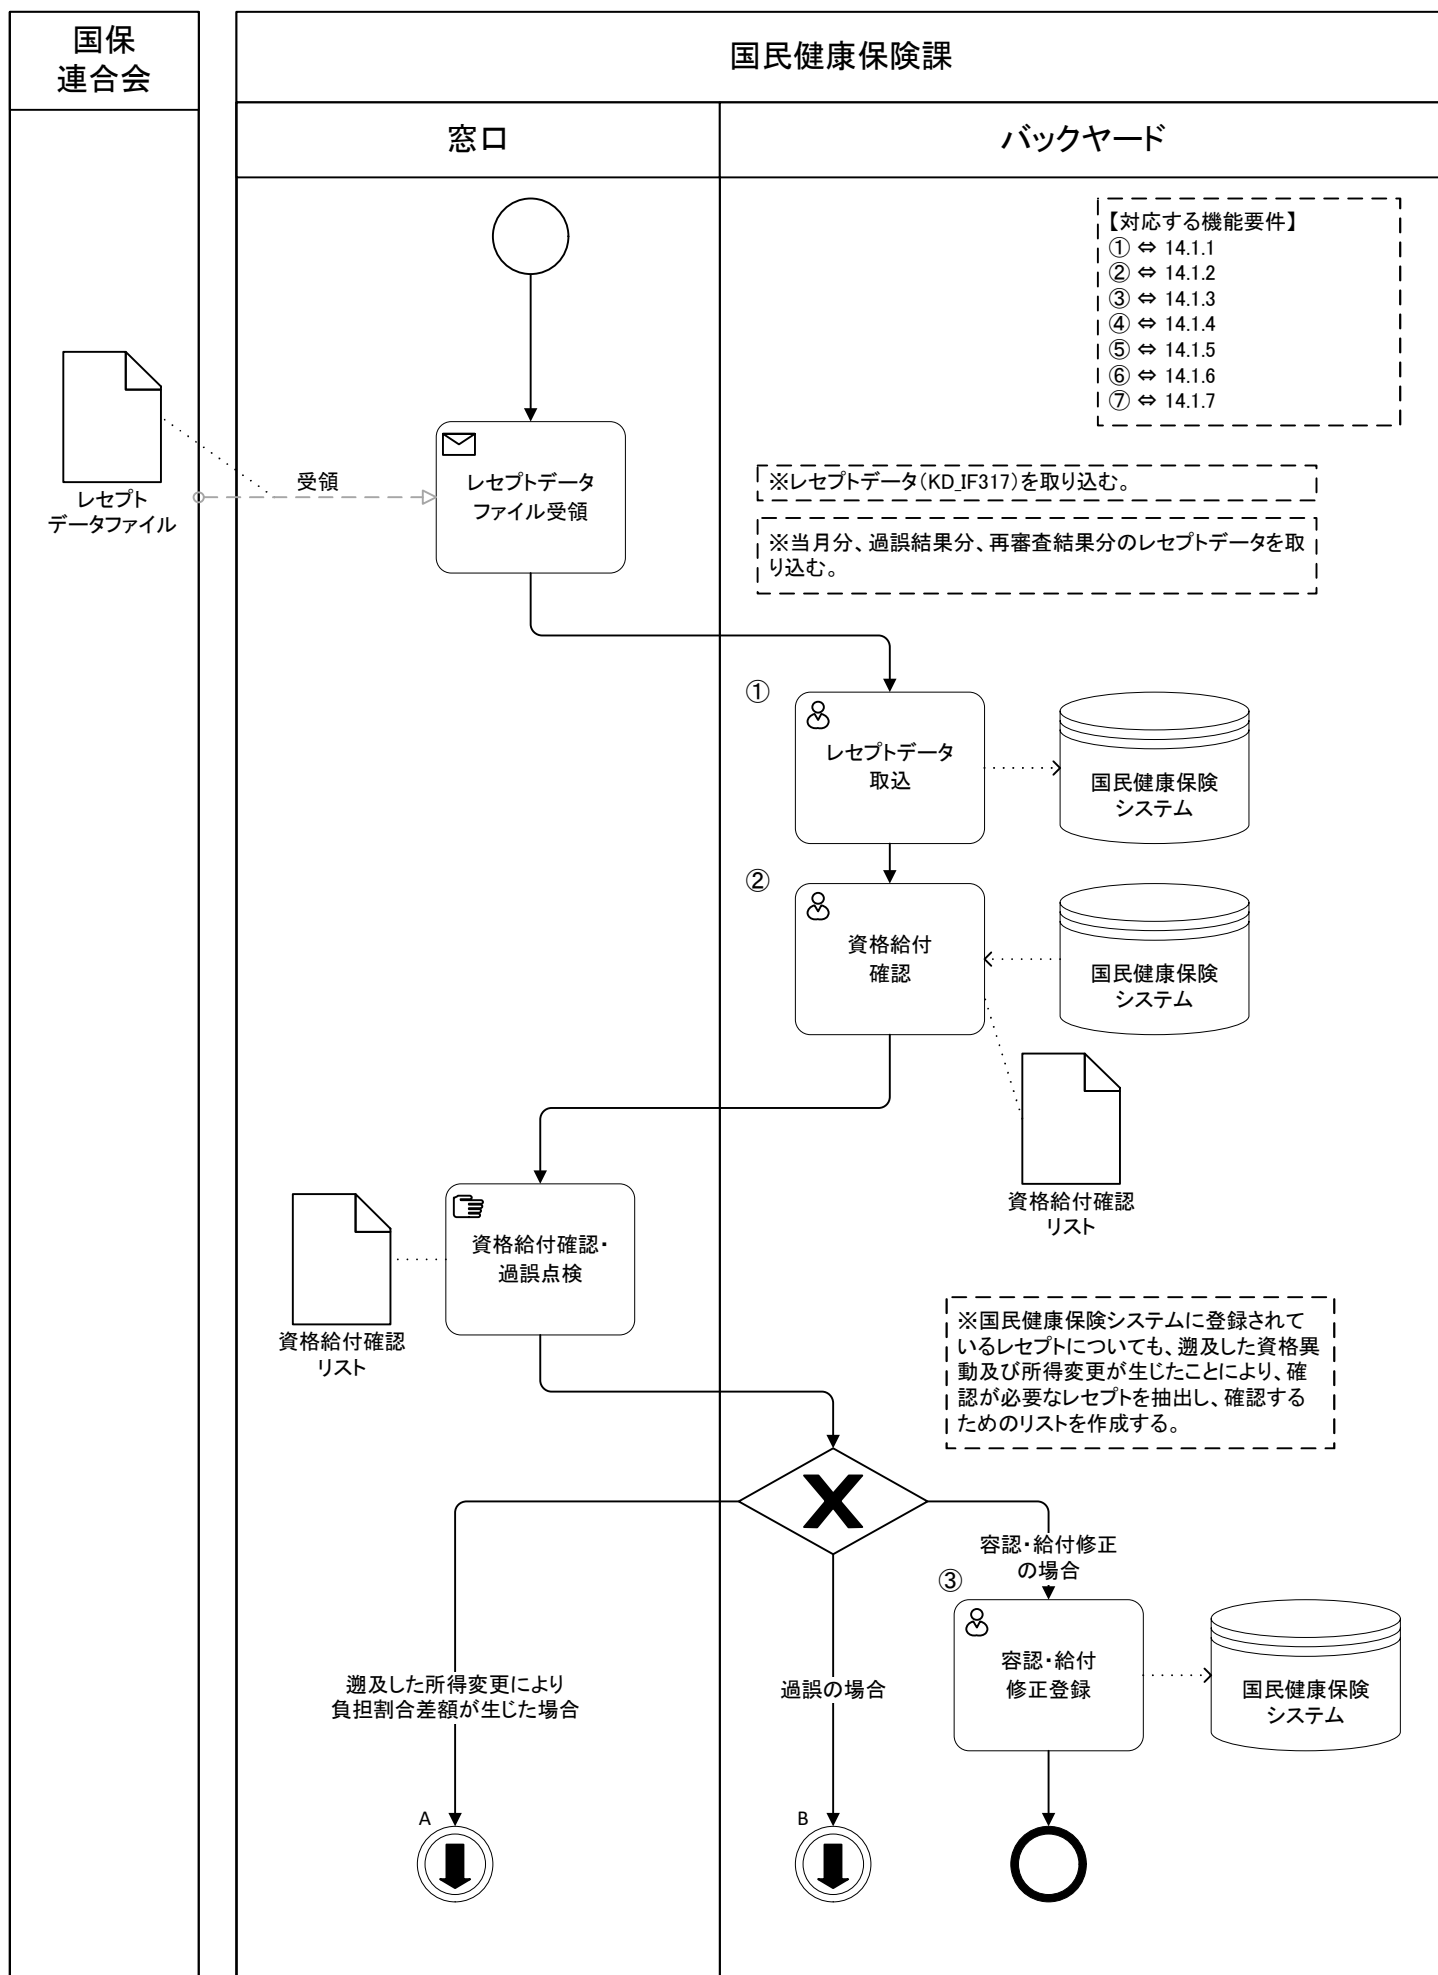 国保
連合会
国民健康保険課
窓口
バックヤード
【対応する機能要件】
① ⇔ 14.1.1
② ⇔ 14.1.2
③ ⇔ 14.1.3
④ ⇔ 14.1.4
⑤ ⇔ 14.1.5
⑥ ⇔ 14.1.6
⑦ ⇔ 14.1.7
レセプト
データファイル
受領
レセプトデータ
ファイル受領
※レセプトデータ(KD_IF317)を取り込む。
※当月分、過誤結果分、再審査結果分のレセプトデータを取
り込む。
①
レセプトデータ
取込
国民健康保険
システム
②
資格給付
確認
国民健康保険
システム
資格給付確認
リスト
資格給付確認・
過誤点検
資格給付確認
リスト
※国民健康保険システムに登録されて
いるレセプトについても、遡及した資格異
動及び所得変更が生じたことにより、確
認が必要なレセプトを抽出し、確認する
ためのリストを作成する。
容認・給付修正
の場合
③
容認・給付
修正登録
国民健康保険
システム
遡及した所得変更により
負担割合差額が生じた場合
過誤の場合
A
B